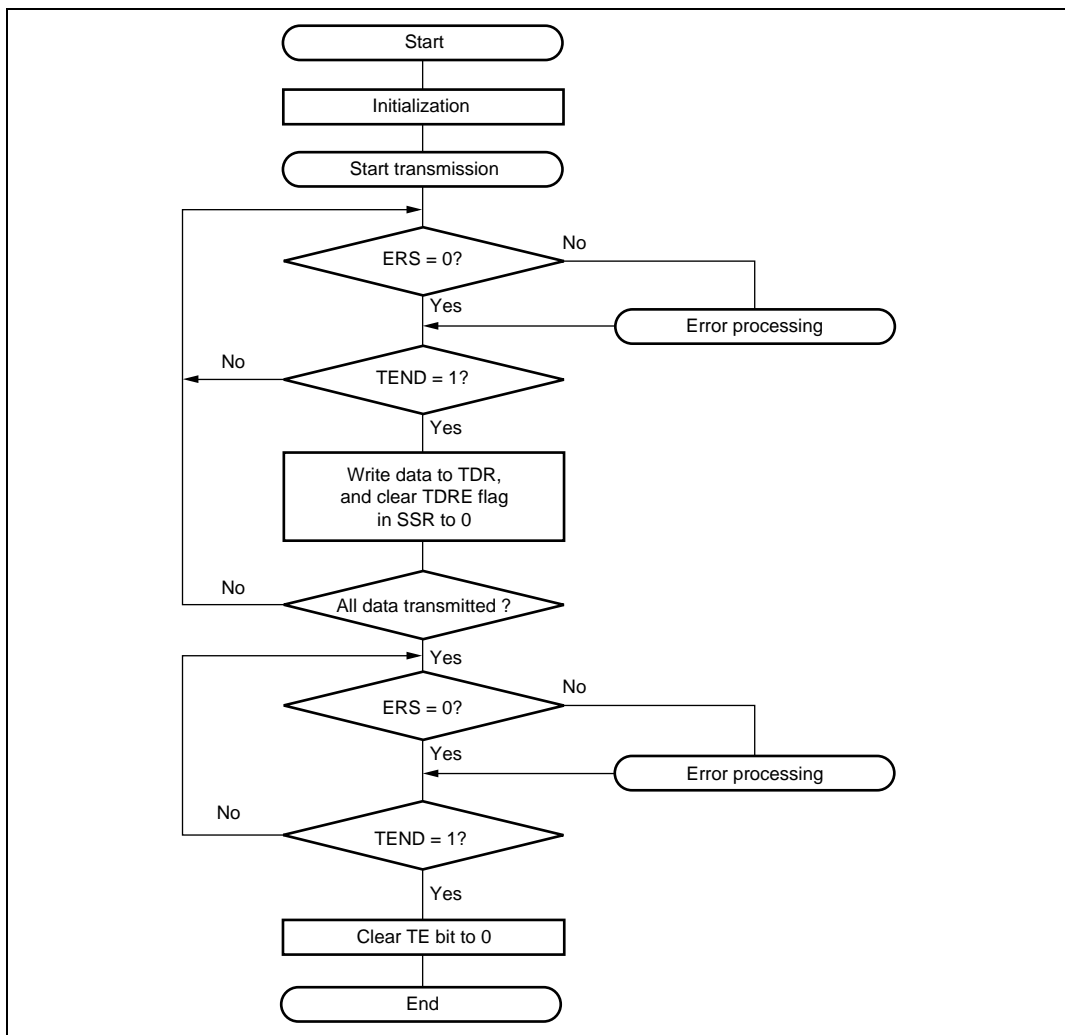 Start
Initialization
Start transmission
No
ERS = 0?
Yes
Error processing
No
TEND = 1?
Yes
Write data to TDR,
and clear TDRE flag
in SSR to 0
No
All data transmitted ?
Yes
No
ERS = 0?
Yes
Error processing
No
TEND = 1?
Yes
Clear TE bit to 0
End